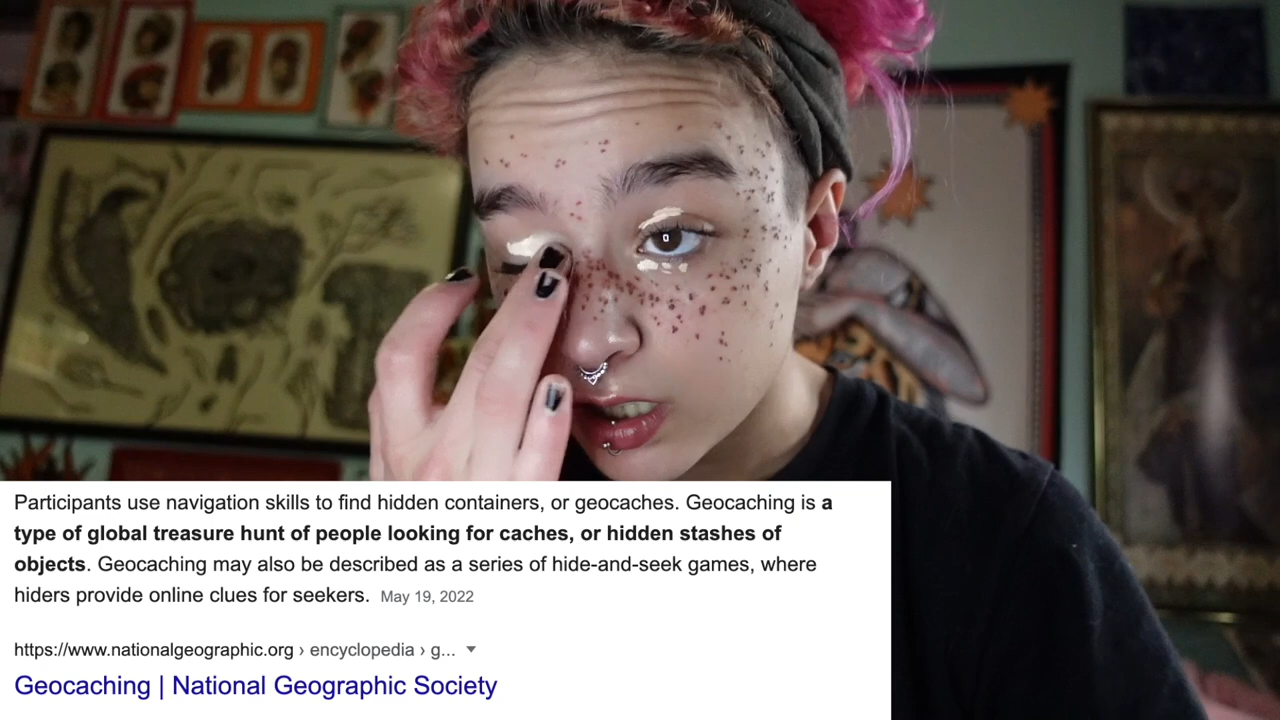 Participants use navigation skills to find hidden containers, or geocaches. Geocaching is a
type of global treasure hunt of people looking for caches, or hidden stashes of
objects. Geocaching may also be described as a series of hide-and-seek games, where
hiders provide online clues for seekers. May 19, 2022
https://www.nationalgeographic.org › encyclopedia › g...
Geocaching | National Geographic Society